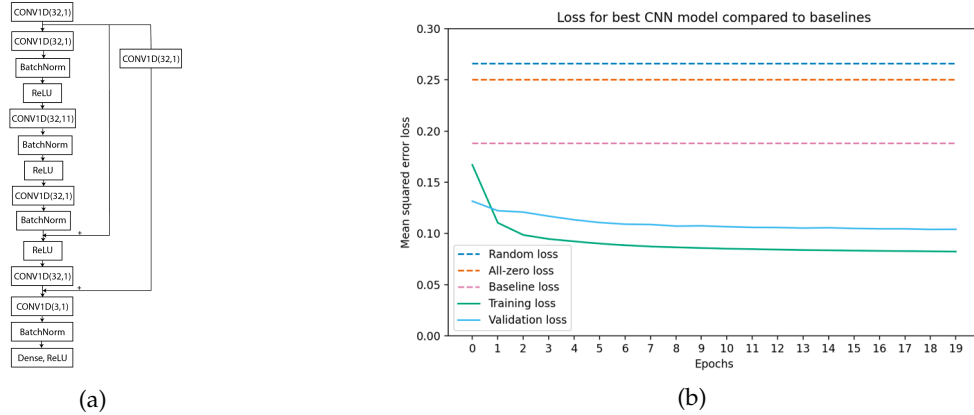 CONV1D(32,1)
CONV1D(32,1)
CONV1D(32,1)
BatchNorm
ReLU
CONV1D(32,11)
BatchNorm
ReLU
CONV1D(32,1)
BatchNorm
+
ReLU
CONV1D(32,1)
+
CONV1D(3,1)
BatchNorm
Dense, ReLU
(a)
Loss for best CNN model compared to baselines
Mean squared error loss
0.30
0.25
0.20
0.15
0.10
0.05
0.00
Random loss
All-zero loss
Baseline loss
Training loss
Validation loss
0 1 2 3 4 5 6 7 8 9 10 11 12 13 14 15 16 17 18 19
Epochs
(b)